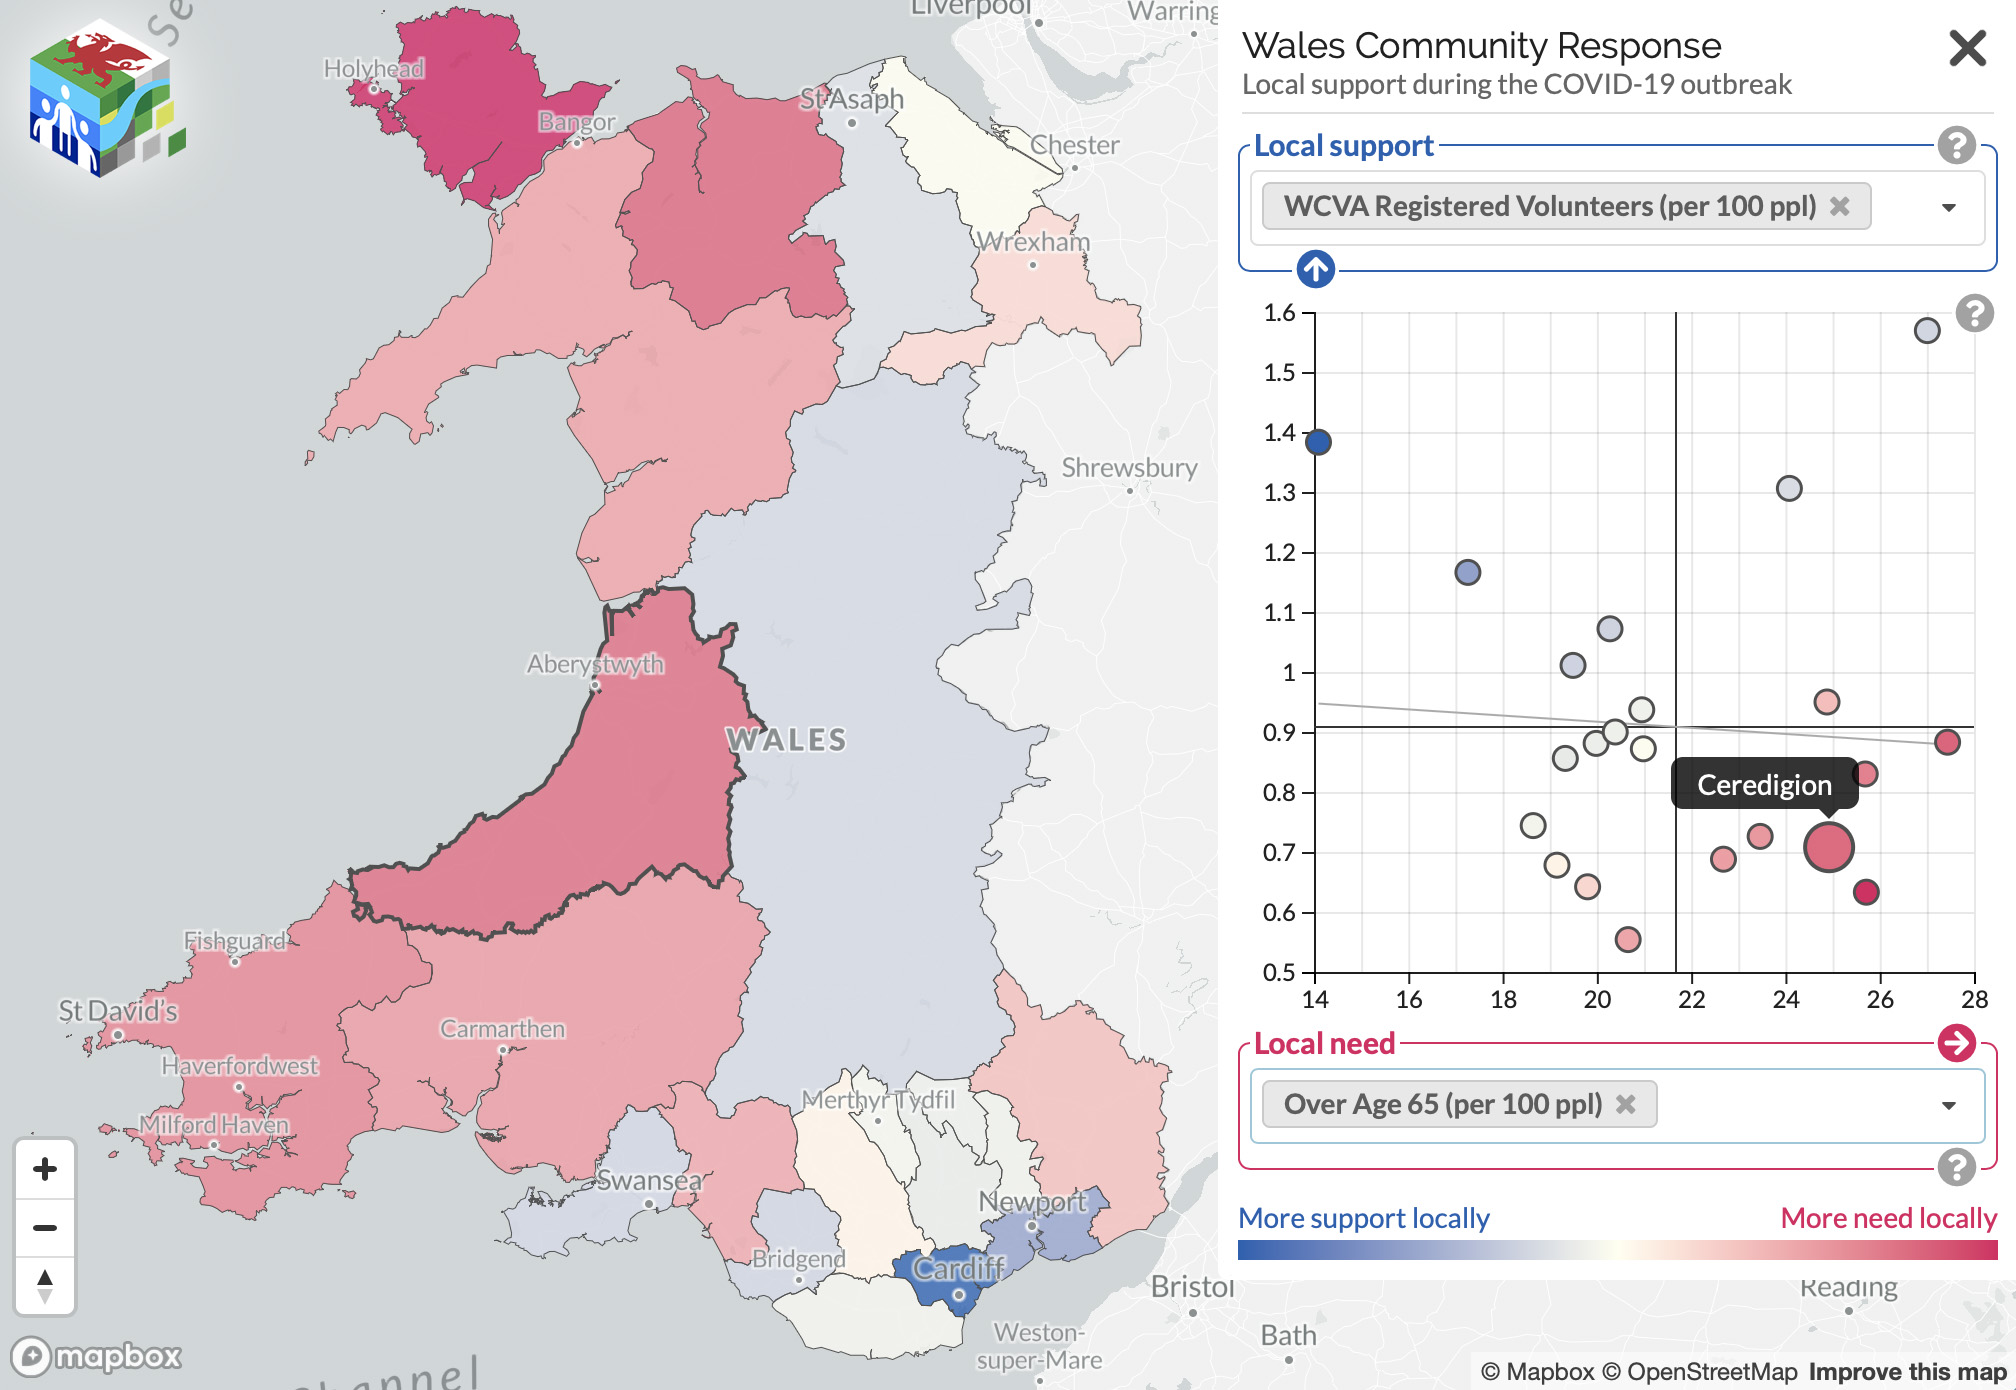 Se
Liverpool
Warring
Holyhead
St Asaph
Bangor
Chester
Wrexham
Shrewsbury
Aberystwyth
WALES
Fishguard
St David's
Carmarthen
Haverfordwest
Milford Haven
Merthyr Tydfil
Swansea
Newport
Bridgend
Cardiff
Bristol
Weston-
super-Mare
Bath
Reading
Channel
+
−
mapbox
Wales Community Response
Local support during the COVID-19 outbreak
Local support
?
WCVA Registered Volunteers (per 100 ppl)
?
1.6
1.5
1.4
1.3
1.2
1.1
1
0.9
0.8
0.7
0.6
0.5
Ceredigion
14 16 18 20 22 24 26 28
Local need
Over Age 65 (per 100 ppl)
?
More support locally More need locally
© Mapbox © OpenStreetMap Improve this map